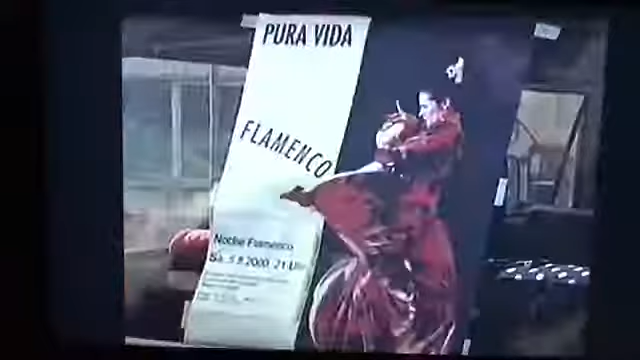 PURA VIDA
FLAMENCO
Noche Flamenco
Sa. 5.8.2000 21 Uhr